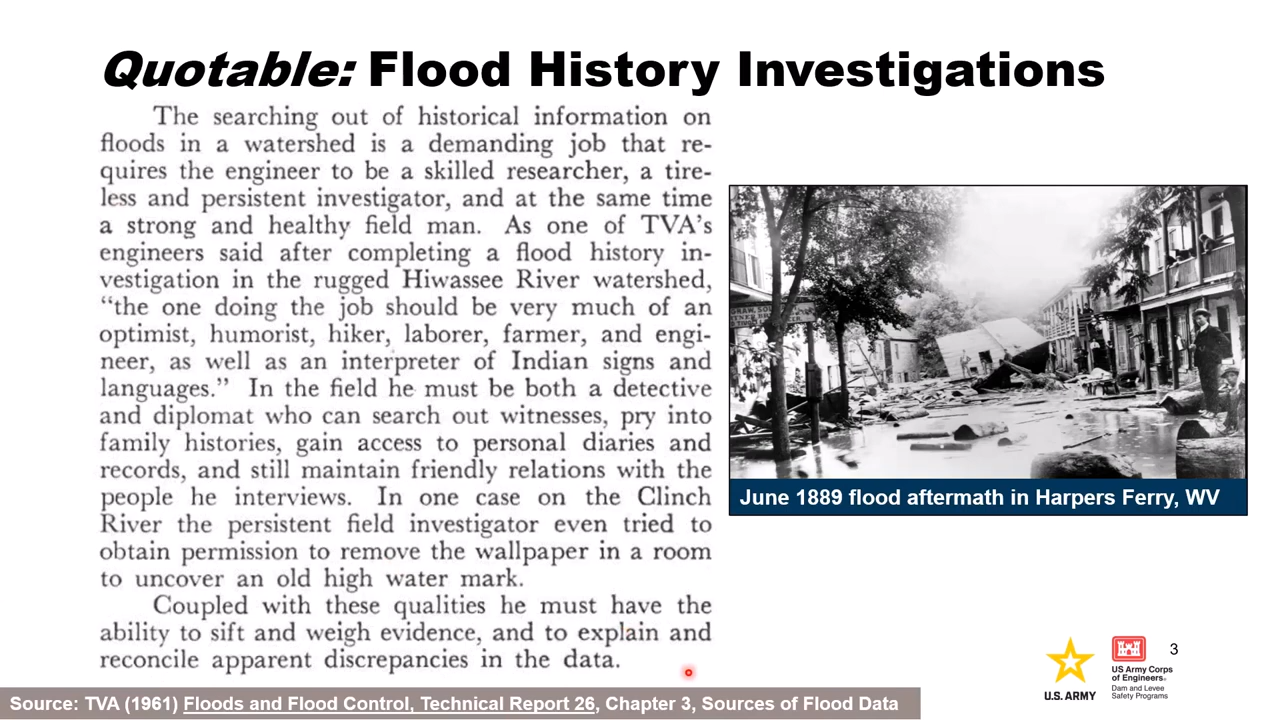 Quotable: Flood History Investigations
The searching out of historical information on
floods in a watershed is a demanding job that re-
quires the engineer to be a skilled researcher, a tire-
less and persistent investigator, and at the same time
a strong and healthy field man. As one of TVA's
engineers said after completing a flood history in-
vestigation in the rugged Hiwassee River watershed,
“the one doing the job should be very much of an
optimist, humorist, hiker, laborer, farmer, and engi-
neer, as well as an interpreter of Indian signs and
languages.” In the field he must be both a detective
and diplomat who can search out witnesses, pry into
family histories, gain access to personal diaries and
records, and still maintain friendly relations with the
people he interviews. In one case on the Clinch
River the persistent field investigator even tried to
obtain permission to remove the wallpaper in a room
to uncover an old high water mark.
Coupled with these qualities he must have the
ability to sift and weigh evidence, and to explain and
reconcile apparent discrepancies in the data.
June 1889 flood aftermath in Harpers Ferry, WV
U.S. ARMY
US Army Corps
of Engineers®
Dam and Levee
Safety Programs
3
Source: TVA (1961) Floods and Flood Control, Technical Report 26, Chapter 3, Sources of Flood Data